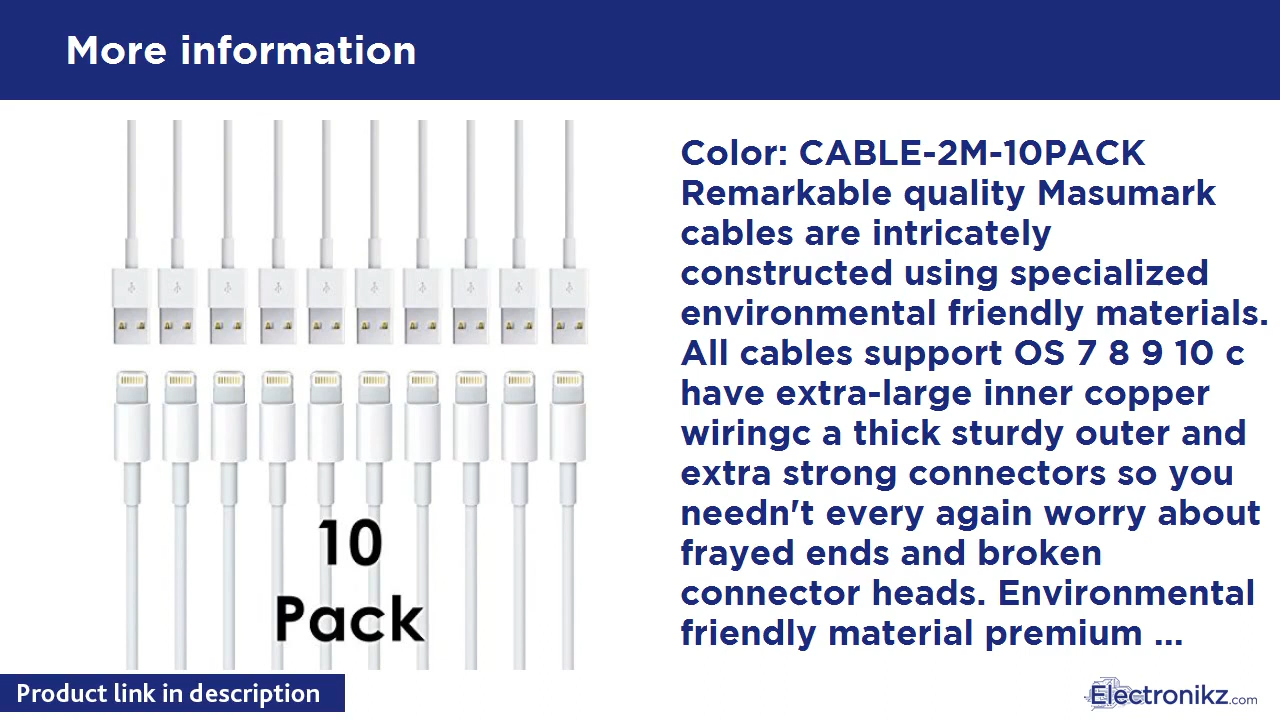 More information
Color: CABLE-2M-10PACK
Remarkable quality Masumark
cables are intricately
constructed using specialized
environmental friendly materials.
All cables support OS 7 8 9 10 c
have extra-large inner copper
wiringc a thick sturdy outer and
extra strong connectors so you
needn't every again worry about
frayed ends and broken
connector heads. Environmental
friendly material premium ...
10
Pack
Product link in description
Electronikz.com